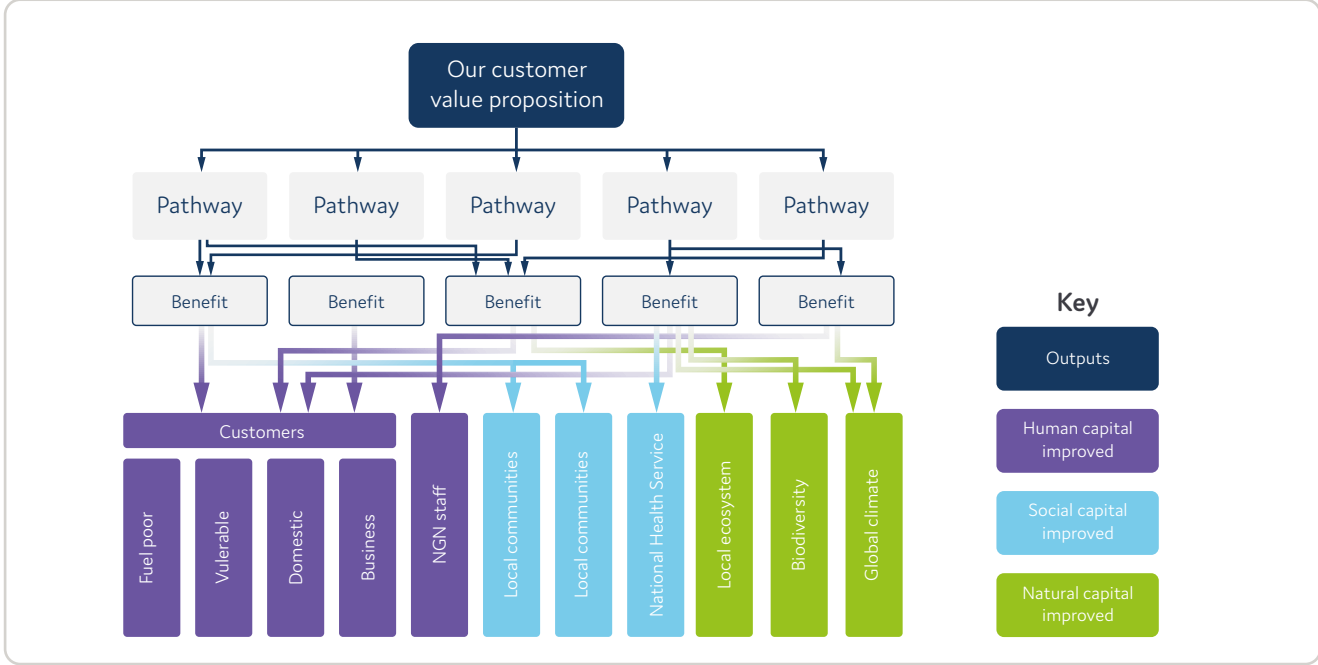 Our customer
value proposition
Pathway
Pathway
Pathway
Pathway
Pathway
Benefit
Benefit
Benefit
Benefit
Benefit
Customers
Fuel poor
Vulerable
Domestic
Business
NGN staff
Local communities
Local communities
National Health Service
Local ecosystem
Biodiversity
Global climate
Key
Outputs
Human capital
improved
Social capital
improved
Natural capital
improved